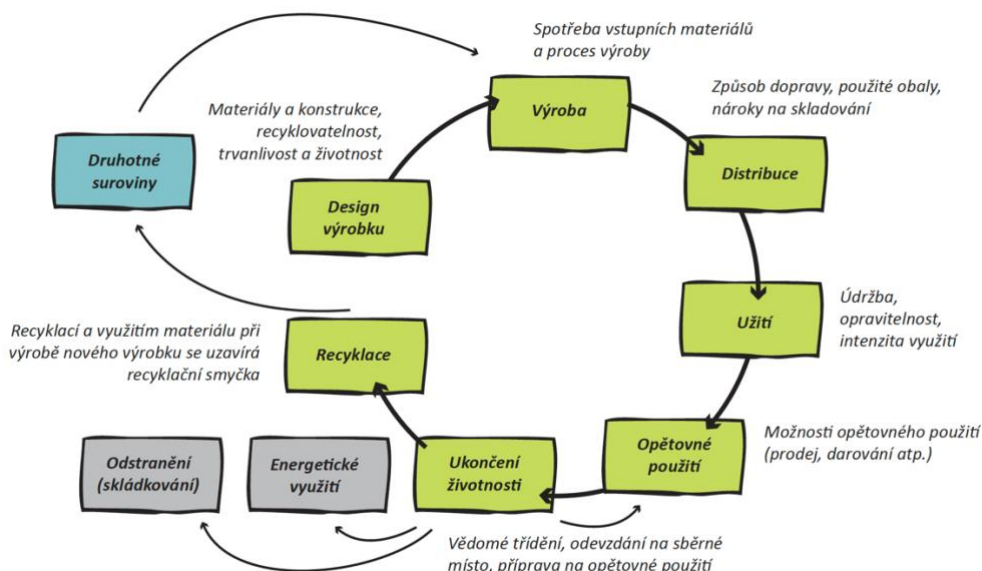 Spotřeba vstupních materiálů
a proces výroby
Výroba
Způsob dopravy, použité obaly,
nároky na skladování
Distribuce
Materiály a konstrukce,
recyklovatelnost,
trvanlivost a životnost
Design
výrobku
Druhotné
suroviny
Užití
Údržba,
opravitelnost,
intenzita využití
Recyklací a využitím materiálu při
výrobě nového výrobku se uzavírá
recyklační smyčka
Recyklace
Opětovné
použití
Možnosti opětovného použití
(prodej, darování atp.)
Odstranění
(skládkování)
Energetické
využití
Ukončení
životnosti
Vědomé třídění, odevzdání na sběrné
místo, příprava na opětovné použití